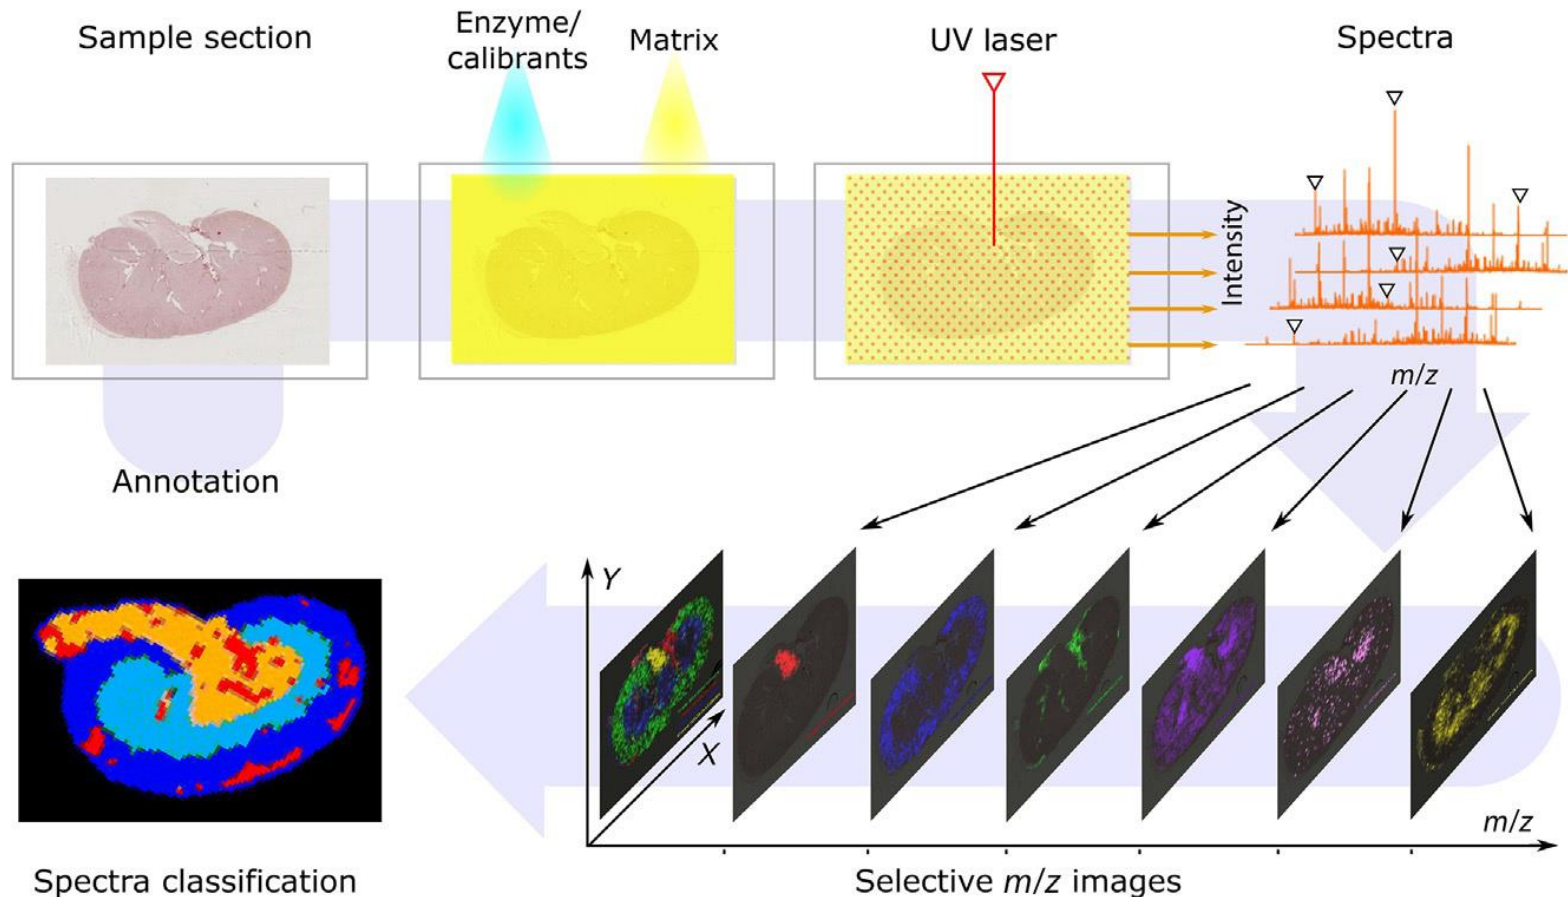 Sample section
Enzyme/
calibrants
Matrix
UV laser
Spectra
Intensity
m/z
Annotation
Y
X
m/z
Spectra classification
Selective m/z images